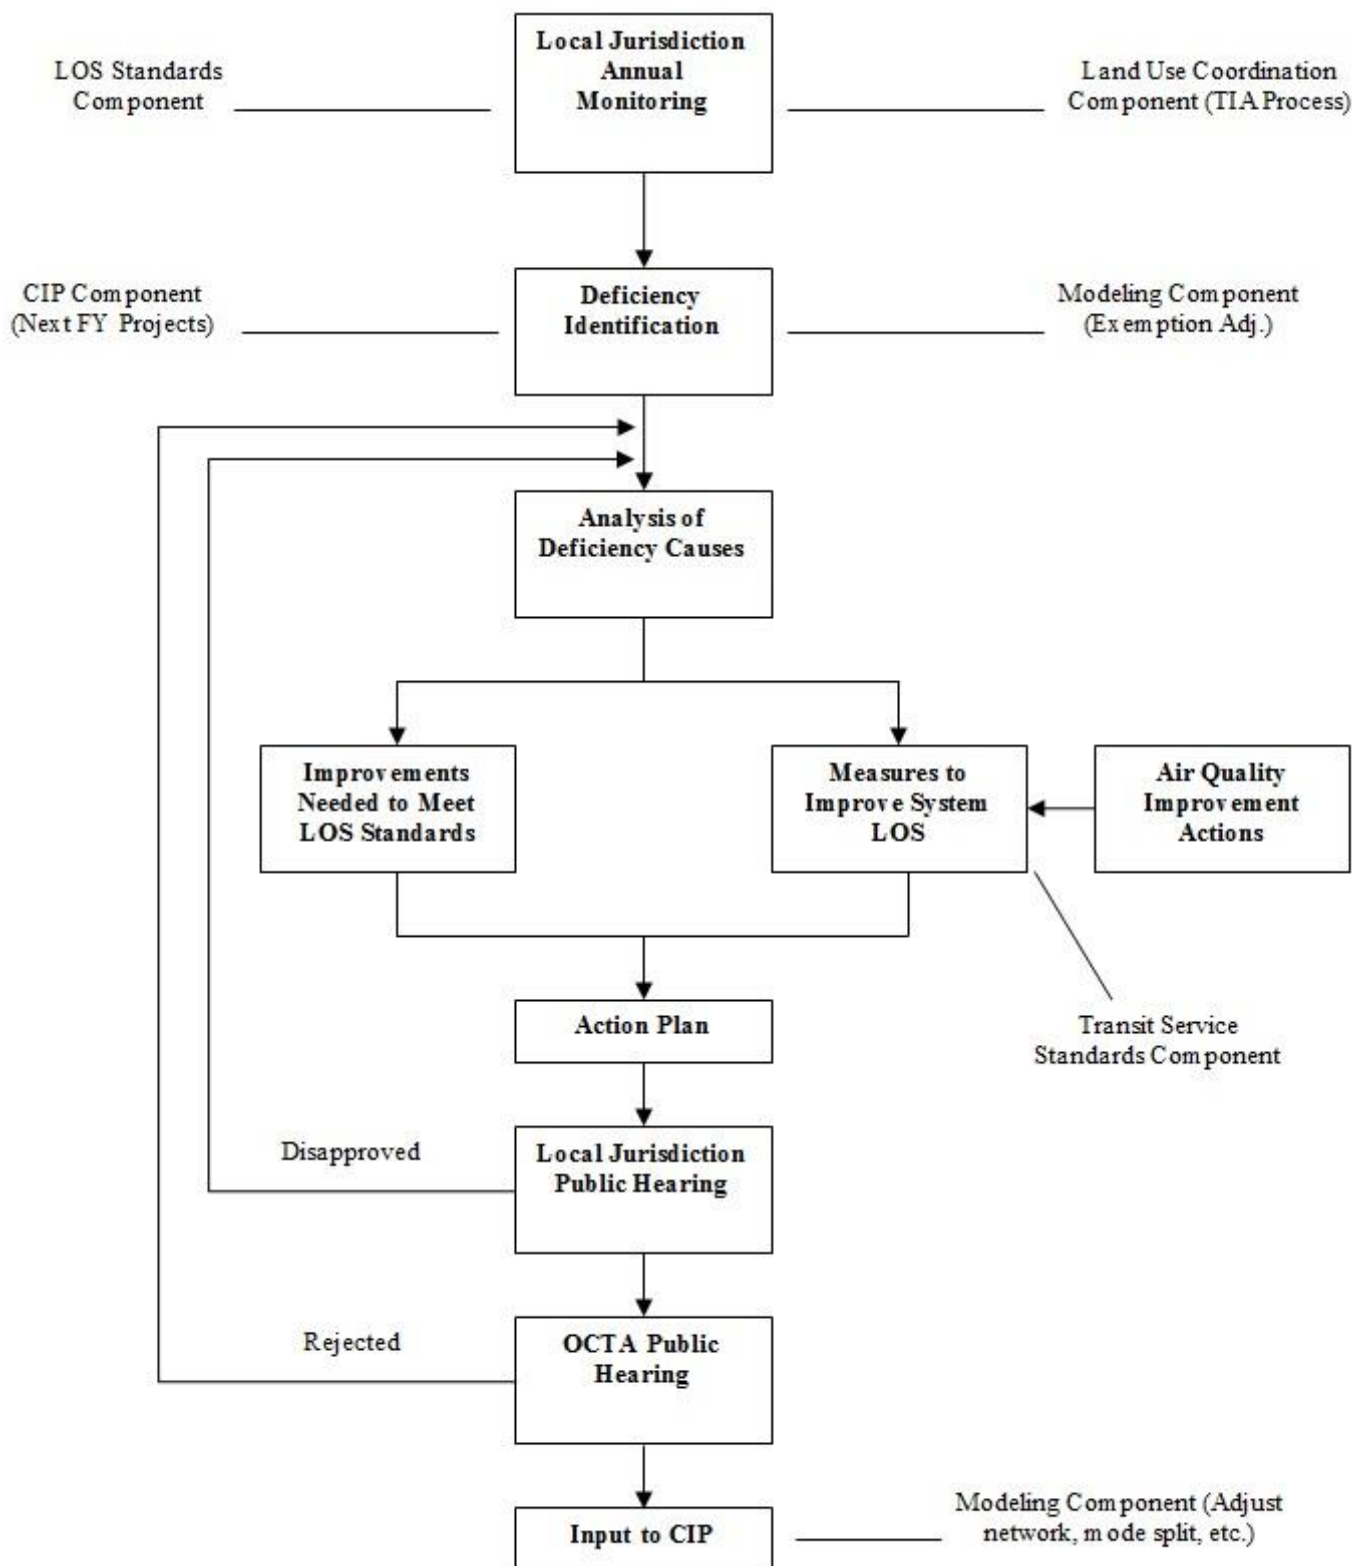 Local Jurisdiction
Annual
Monitoring
LOS Standards
Component
Land Use Coordination
Component (TIA Process)
Deficiency
Identification
CIP Component
(Next FY Projects)
Modeling Component
(Exemption Adj.)
Analysis of
Deficiency Causes
Improvements
Needed to Meet
LOS Standards
Measures to
Improve System
LOS
Air Quality
Improvement
Actions
Action Plan
Transit Service
Standards Component
Disapproved
Local Jurisdiction
Public Hearing
Rejected
OCTA Public
Hearing
Input to CIP
Modeling Component (Adjust
network, mode split, etc.)